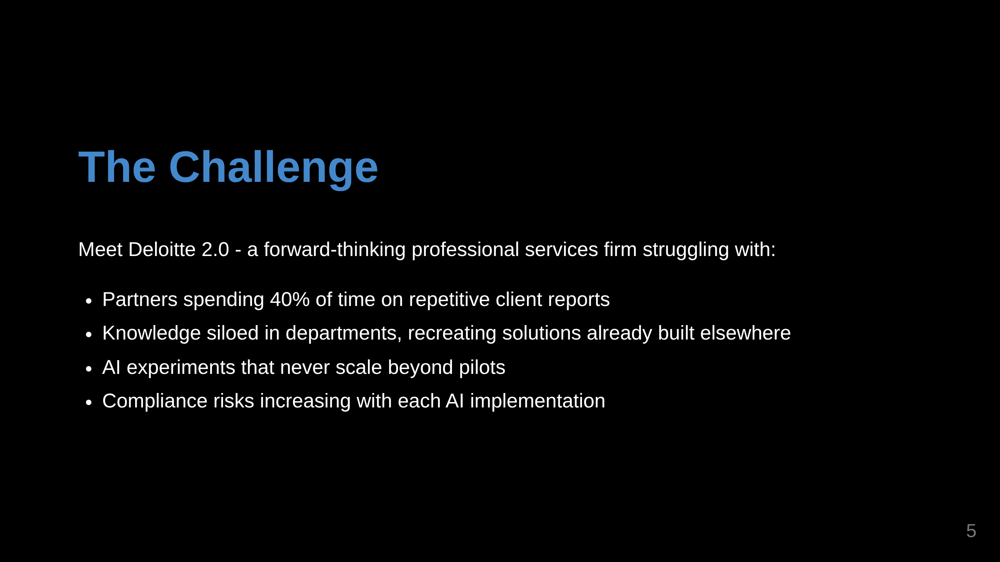 The Challenge
Meet Deloitte 2.0 - a forward-thinking professional services firm struggling with:
• Partners spending 40% of time on repetitive client reports
• Knowledge siloed in departments, recreating solutions already built elsewhere
• AI experiments that never scale beyond pilots
• Compliance risks increasing with each AI implementation
5